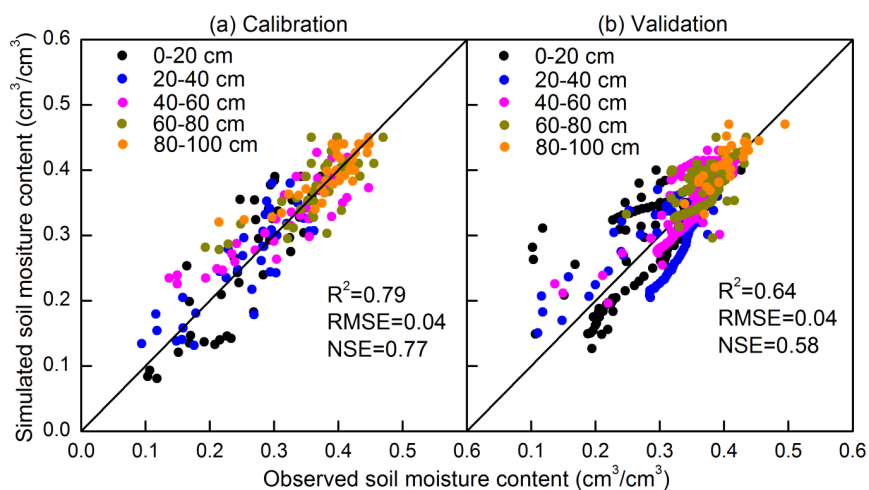 (a) Calibration
(b) Validation
0.6
0.5
0.4
0.3
0.2
0.1
0.0
Simulated soil mositure content (cm³/cm³)
0-20 cm
20-40 cm
40-60 cm
60-80 cm
80-100 cm
R²=0.79
RMSE=0.04
NSE=0.77
0-20 cm
20-40 cm
40-60 cm
60-80 cm
80-100 cm
R²=0.64
RMSE=0.04
NSE=0.58
0.0 0.1 0.2 0.3 0.4 0.5 0.6 0.1 0.2 0.3 0.4 0.5 0.6
Observed soil moisture content (cm³/cm³)